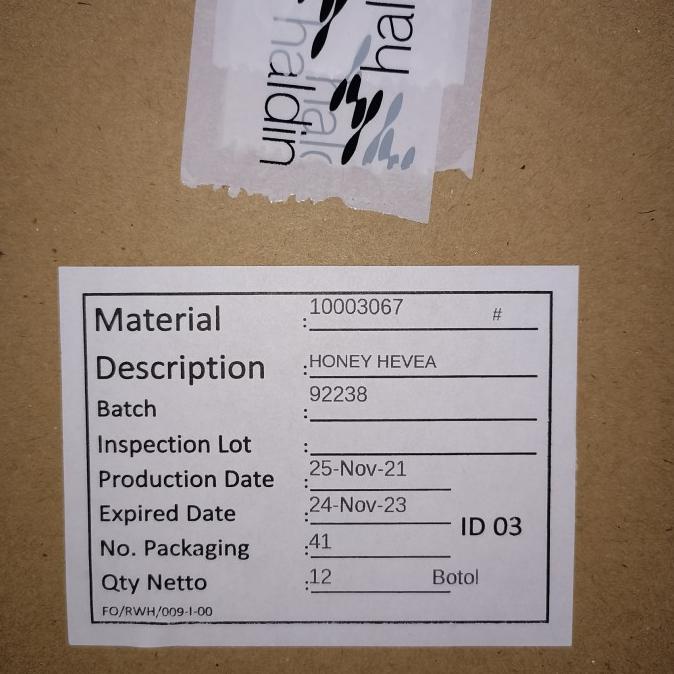 haldin
hal
haldin
Material :10003067 #
Description :HONEY HEVEA
Batch :92238
Inspection Lot :
Production Date :25-Nov-21
Expired Date :24-Nov-23
ID 03
No. Packaging :41
Qty Netto :12 Botol
FO/RWH/009-I-00